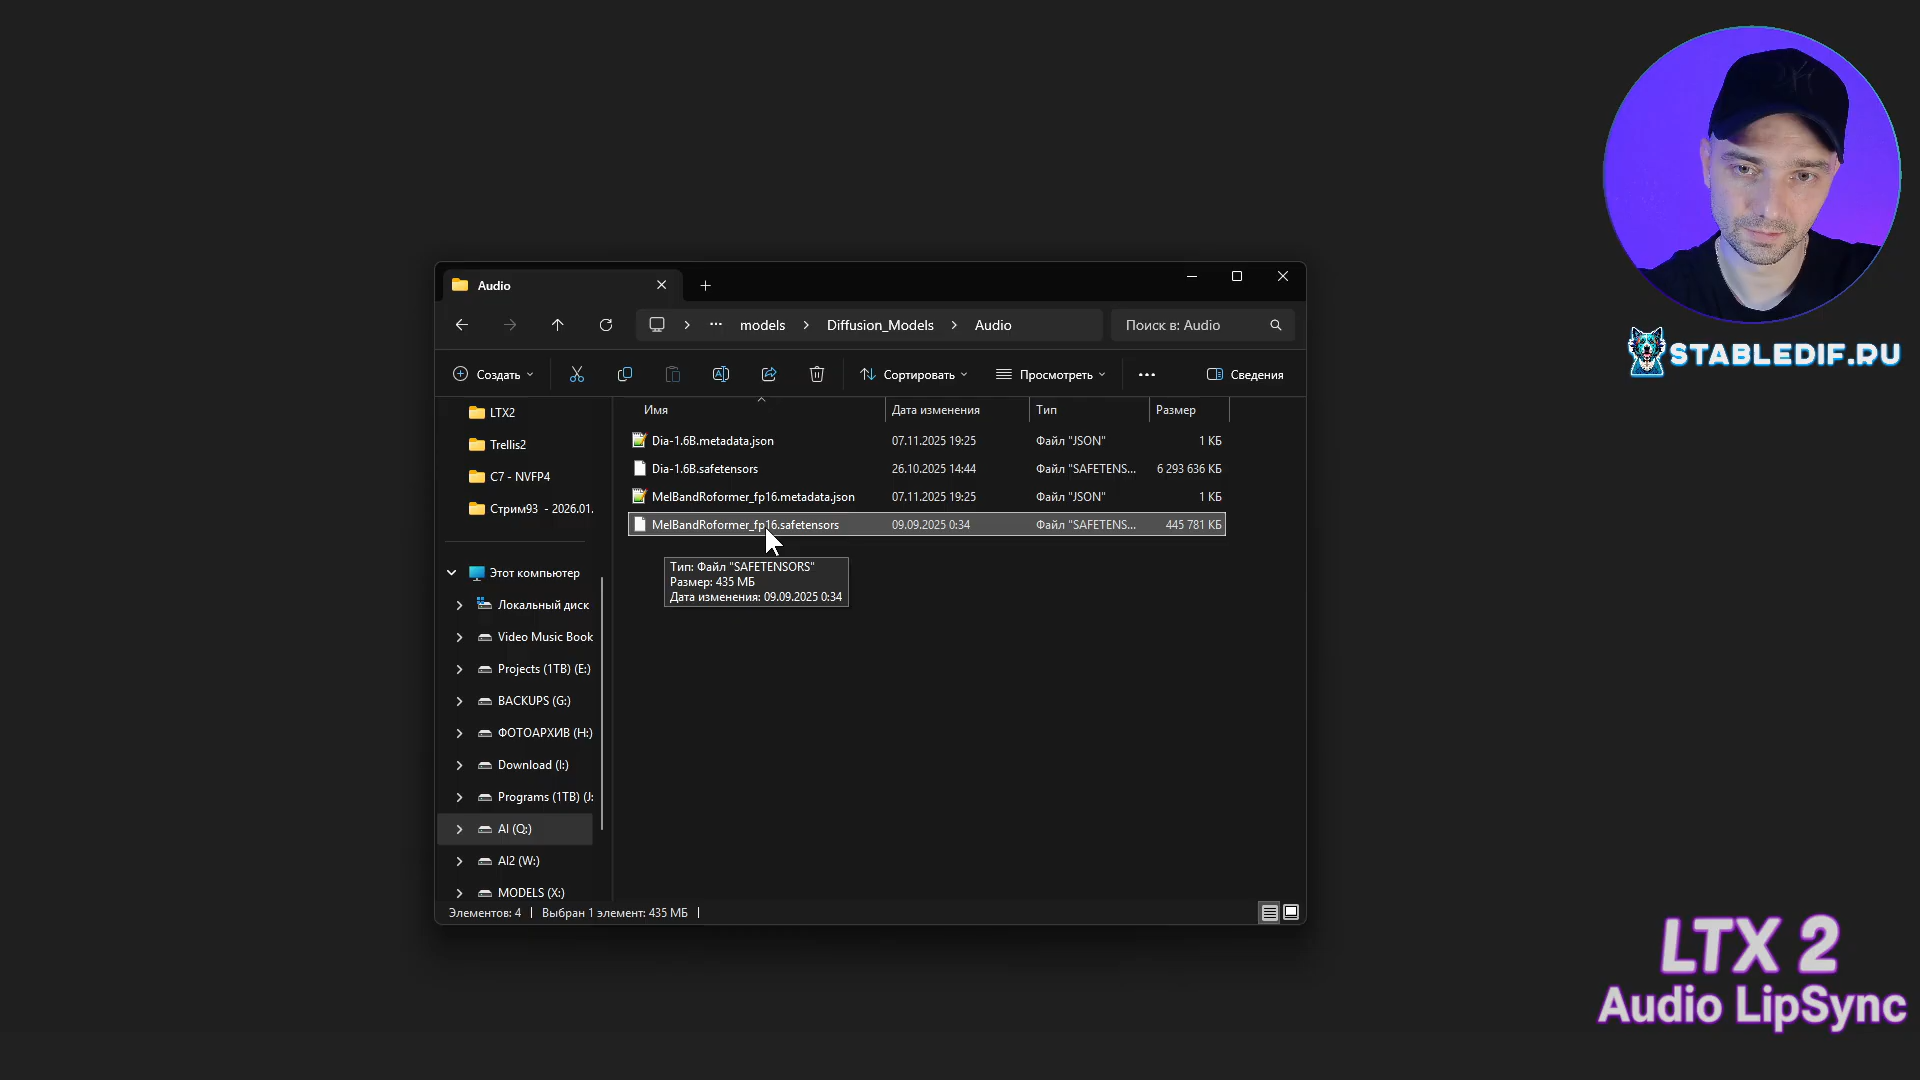 STABLEDIF.RU
Audio
models > Diffusion_Models > Audio
Поиск в: Audio
Создать
Сортировать
Просмотреть
Сведения
LTX2
Trellis2
C7 - NVFP4
Стрим93 - 2026.01.
Этот компьютер
Локальный диск
Video Music Book
Projects (1TB) (E:)
BACKUPS (G:)
ФОТОАРХИВ (H:)
Download (I:)
Programs (1TB) (J:
AI (Q:)
AI2 (W:)
MODELS (X:)
Имя Дата изменения Тип Размер
Dia-1.6B.metadata.json 07.11.2025 19:25 Файл "JSON" 1 КБ
Dia-1.6B.safetensors 26.10.2025 14:44 Файл "SAFETENS... 6 293 636 КБ
MelBandRoformer_fp16.metadata.json 07.11.2025 19:25 Файл "JSON" 1 КБ
MelBandRoformer_fp16.safetensors 09.09.2025 0:34 Файл "SAFETENS... 445 781 КБ
Тип: Файл "SAFETENSORS"
Размер: 435 МБ
Дата изменения: 09.09.2025 0:34
Элементов: 4 | Выбран 1 элемент: 435 МБ |
LTX 2
Audio LipSync